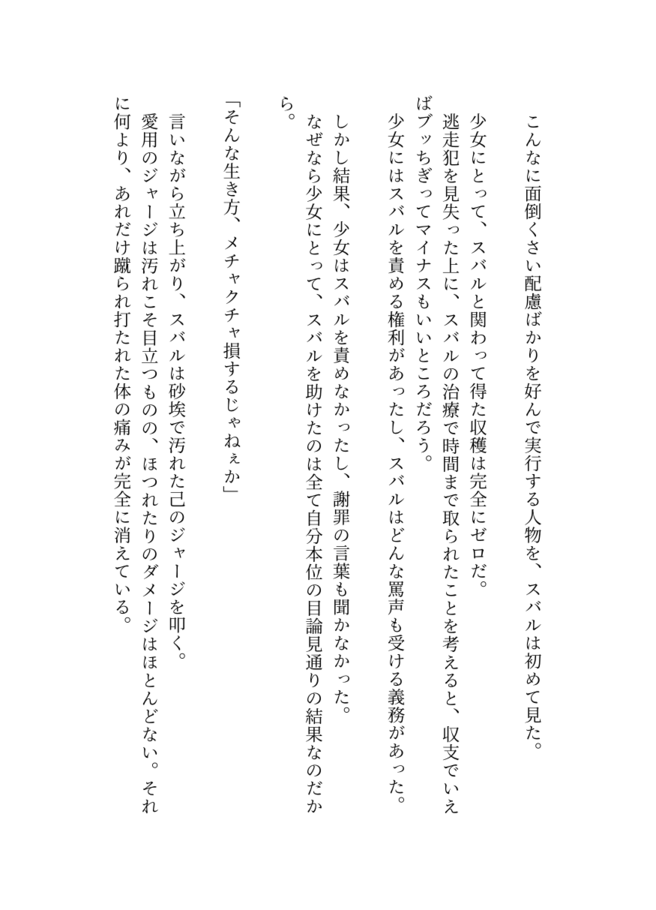 こんなに面倒くさい配慮ばかりを好んで実行する人物を、スバルは初めて見た。
少女にとって、スバルと関わって得た収穫は完全にゼロだ。
逃走犯を見失った上に、スバルの治療で時間まで取られたことを考えると、収支でいえ
ばブッちぎってマイナスもいいところだろう。
少女にはスバルを責める権利があったし、スバルはどんな罵声も受ける義務があった。
しかし結果、少女はスバルを責めなかったし、謝罪の言葉も聞かなかった。
なぜなら少女にとって、スバルを助けたのは全て自分本位の目論見通りの結果なのだか
ら。
「そんな生き方、メチャクチャ損するじゃねぇか」
言いながら立ち上がり、スバルは砂埃で汚れた己のジャージを叩く。
愛用のジャージは汚れこそ目立つものの、ほつれたりのダメージはほとんどない。それ
に何より、あれだけ蹴られ打たれた体の痛みが完全に消えている。